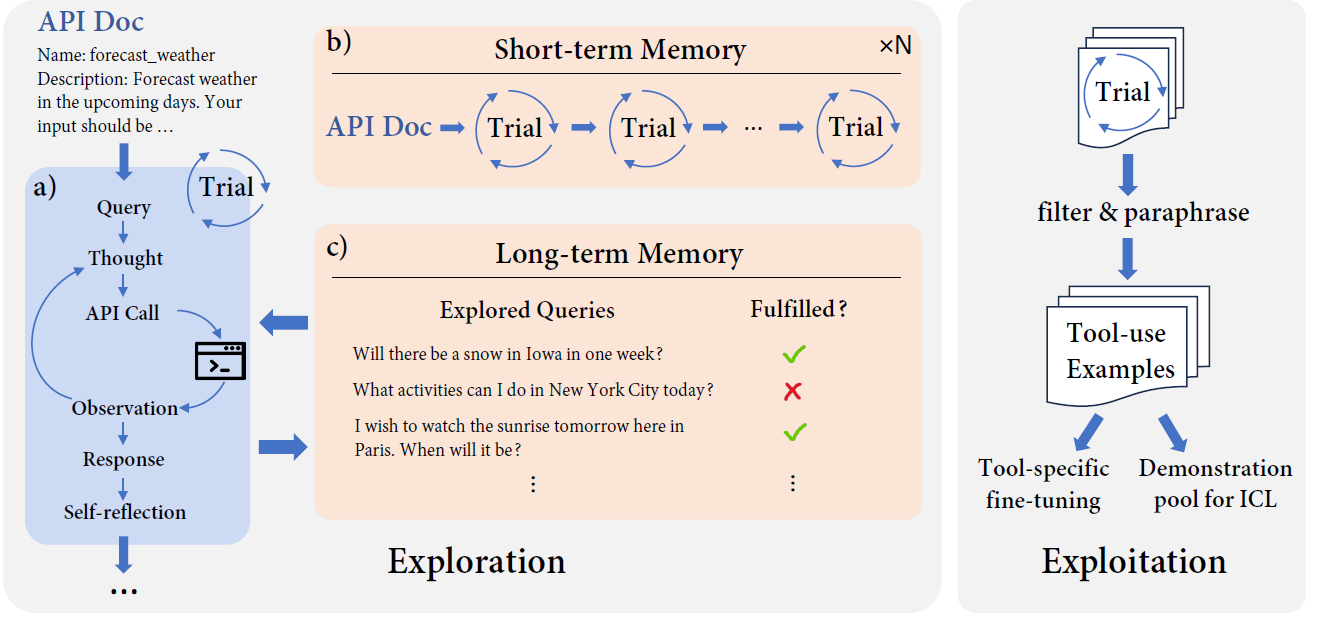 API Doc
Name: forecast_weather
Description: Forecast weather
in the upcoming days. Your
input should be ...
a)
Trial
Query
Thought
API Call
>_
Observation
Response
Self-reflection
...
b)
Short-term Memory
×N
API Doc
Trial
Trial
...
Trial
c)
Long-term Memory
Explored Queries
Fulfilled?
Will there be a snow in Iowa in one week?
What activities can I do in New York City today?
I wish to watch the sunrise tomorrow here in
Paris. When will it be?
⋮
⋮
Exploration
Trial
filter & paraphrase
Tool-use
Examples
Tool-specific
fine-tuning
Demonstration
pool for ICL
Exploitation